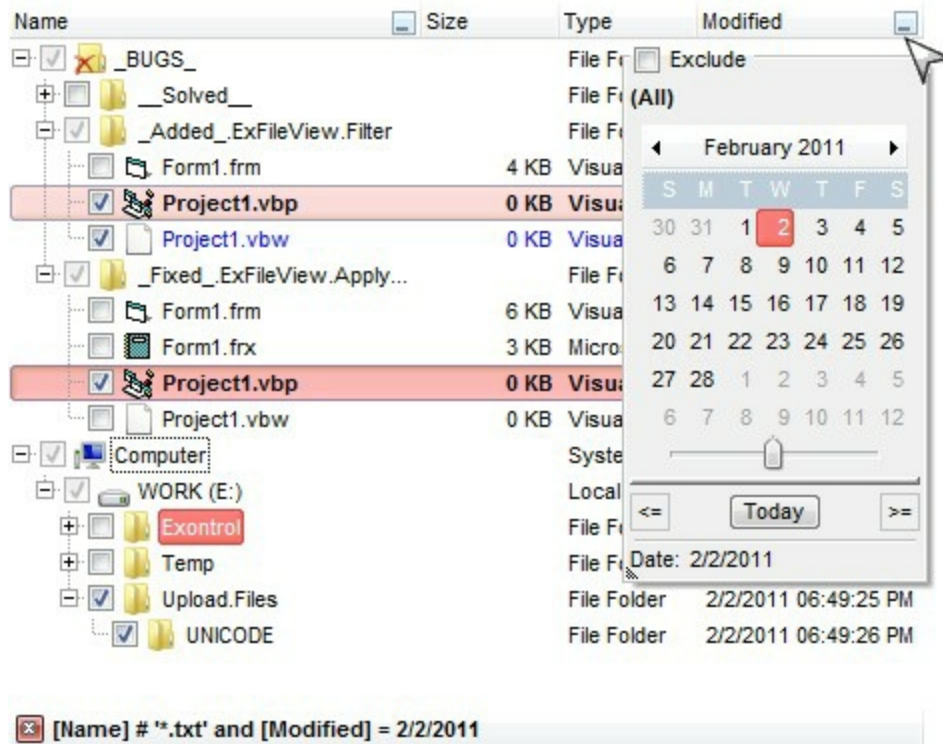 Name Size Type Modified
_BUGS_ File Fr
__Solved__ File Fo
_Added_.ExFileView.Filter File Fo
Form1.frm 4 KB Visua
Project1.vbp 0 KB Visua
Project1.vbw 0 KB Visua
_Fixed_.ExFileView.Apply... File Fo
Form1.frm 6 KB Visua
Form1.frx 3 KB Micro
Project1.vbp 0 KB Visua
Project1.vbw 0 KB Visua
Computer Syste
WORK (E:) Local
Exontrol File Fo
Temp File Fo
Upload.Files File Folder 2/2/2011 06:49:25 PM
UNICODE File Folder 2/2/2011 06:49:26 PM
Exclude
(All)
February 2011
S M T W T F S
30 31 1 2 3 4 5
6 7 8 9 10 11 12
13 14 15 16 17 18 19
20 21 22 23 24 25 26
27 28 1 2 3 4 5
6 7 8 9 10 11 12
<= Today >=
Date: 2/2/2011
[Name] # '*.txt' and [Modified] = 2/2/2011